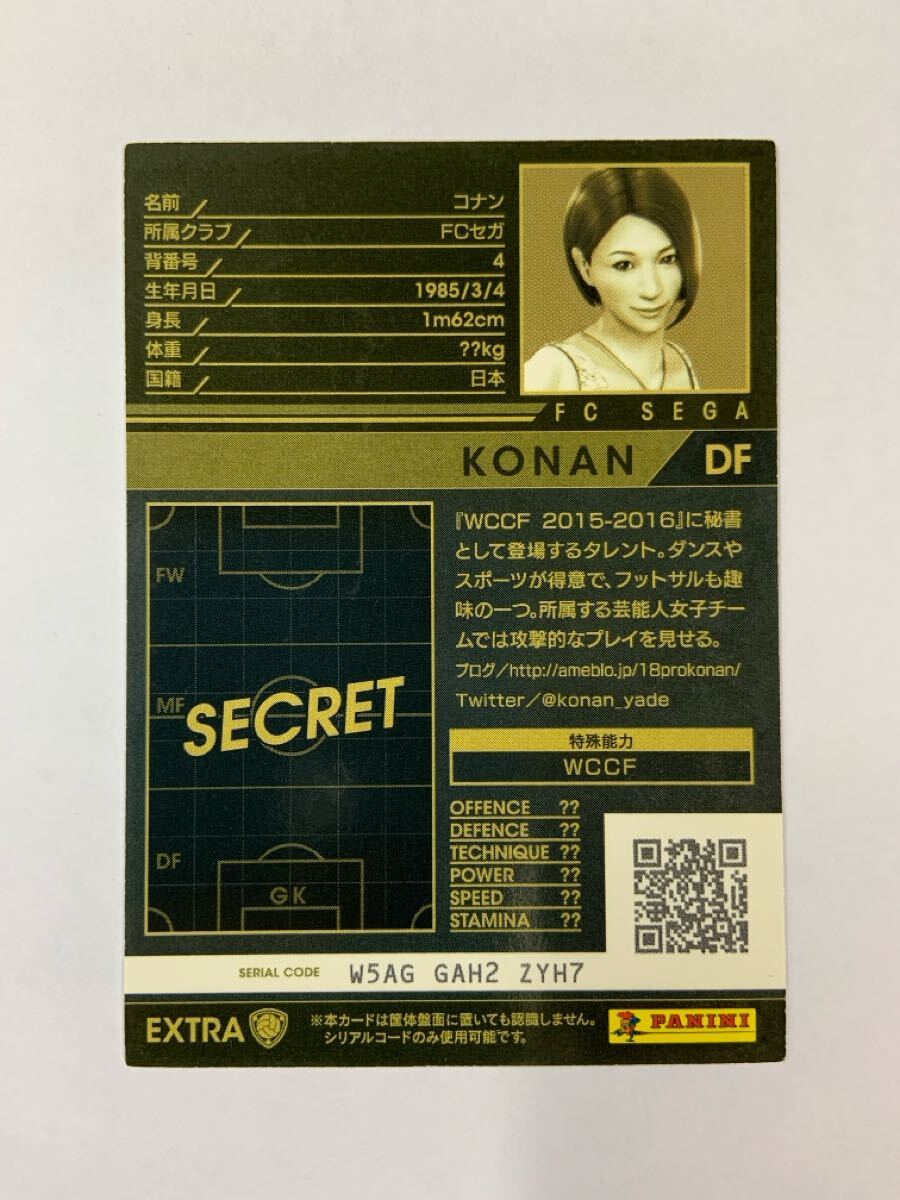 名前 コナン
所属クラブ FCセガ
背番号 4
生年月日 1985/3/4
身長 1m62cm
体重 ??kg
国籍 日本
FC SEGA
KONAN DF
FW
MF
SECRET
DF
GK
『WCCF 2015-2016』に秘書
として登場するタレント。ダンスや
スポーツが得意で、フットサルも趣
味の一つ。所属する芸能人女子チー
ムでは攻撃的なプレイを見せる。
ブログ/http://ameblo.jp/18prokonan/
Twitter/@konan_yade
特殊能力
WCCF
OFFENCE ??
DEFENCE ??
TECHNIQUE ??
POWER ??
SPEED ??
STAMINA ??
SERIAL CODE W5AG GAH2 ZYH7
EXTRA
※本カードは筐体盤面に置いても認識しません。
シリアルコードのみ使用可能です。
PANINI